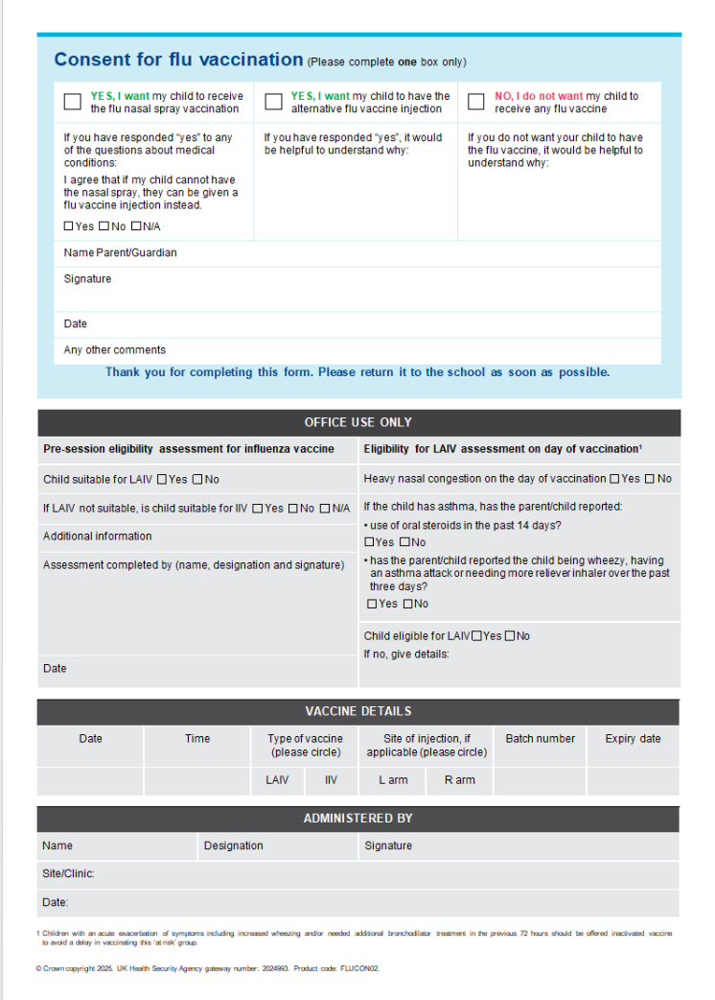 Consent for flu vaccination (Please complete one box only)
☐ YES, I want my child to receive
the flu nasal spray vaccination
☐ YES, I want my child to have the
alternative flu vaccine injection
☐ NO, I do not want my child to
receive any flu vaccine
If you have responded “yes” to any
of the questions about medical
conditions:
I agree that if my child cannot have
the nasal spray, they can be given a
flu vaccine injection instead.
☐ Yes ☐ No ☐ N/A
If you have responded “yes”, it would
be helpful to understand why:
If you do not want your child to have
the flu vaccine, it would be helpful to
understand why:
Name Parent/Guardian
Signature
Date
Any other comments
Thank you for completing this form. Please return it to the school as soon as possible.
OFFICE USE ONLY
Pre-session eligibility assessment for influenza vaccine
Child suitable for LAIV ☐ Yes ☐ No
If LAIV not suitable, is child suitable for IIV ☐ Yes ☐ No ☐ N/A
Additional information
Assessment completed by (name, designation and signature)
Date
Eligibility for LAIV assessment on day of vaccination¹
Heavy nasal congestion on the day of vaccination ☐ Yes ☐ No
If the child has asthma, has the parent/child reported:
• use of oral steroids in the past 14 days?
☐ Yes ☐ No
• has the parent/child reported the child being wheezy, having
an asthma attack or needing more reliever inhaler over the past
three days?
☐ Yes ☐ No
Child eligible for LAIV ☐ Yes ☐ No
If no, give details:
VACCINE DETAILS
Date
Time
Type of vaccine
(please circle)
Site of injection, if
applicable (please circle)
Batch number
Expiry date
LAIV
IIV
L arm
R arm
ADMINISTERED BY
Name
Designation
Signature
Site/Clinic:
Date:
1 Children with an acute exacerbation of symptoms including increased wheezing and/or needed additional bronchodilator treatment in the previous 72 hours should be offered inactivated vaccine
to avoid a delay in vaccinating this ‘at risk’ group.
© Crown copyright 2025. UK Health Security Agency gateway number: 2024993. Product code: FLUCON02.